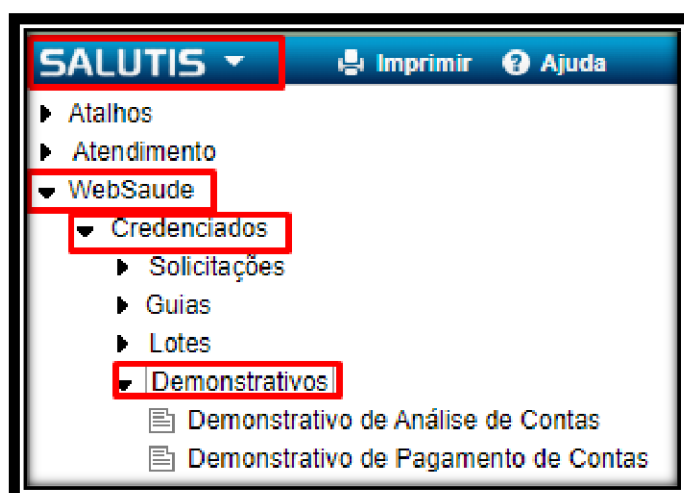 SALUTIS Imprimir Ajuda
Atalhos
Atendimento
WebSaude
Credenciados
Solicitações
Guias
Lotes
Demonstrativos
Demonstrativo de Análise de Contas
Demonstrativo de Pagamento de Contas